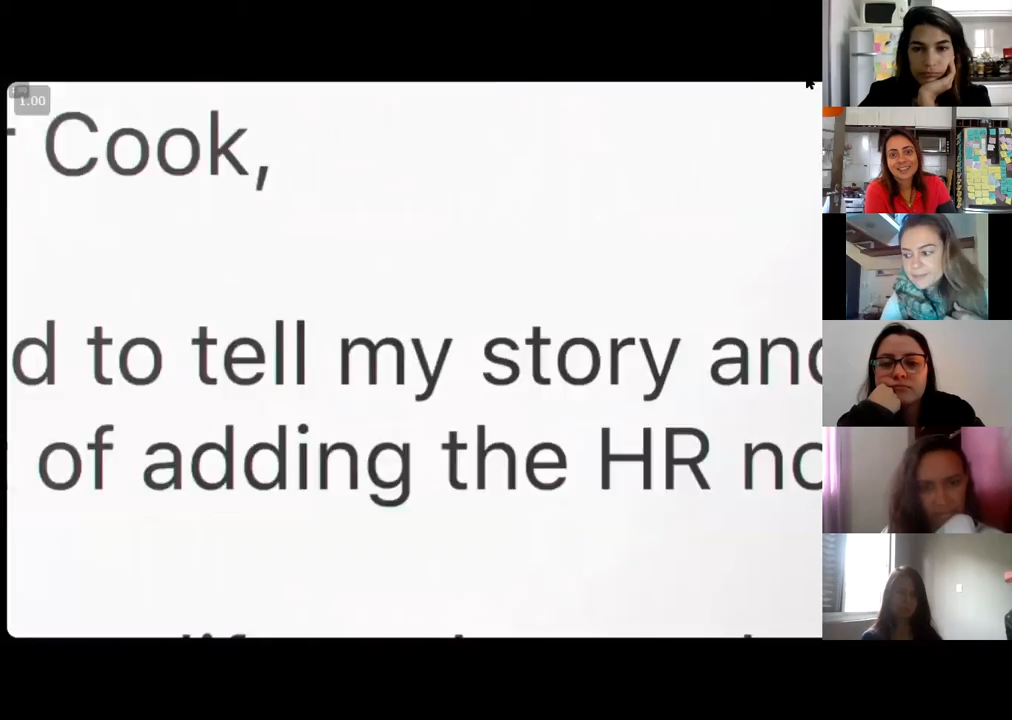 1.00
Cook,
d to tell my story and
of adding the HR no